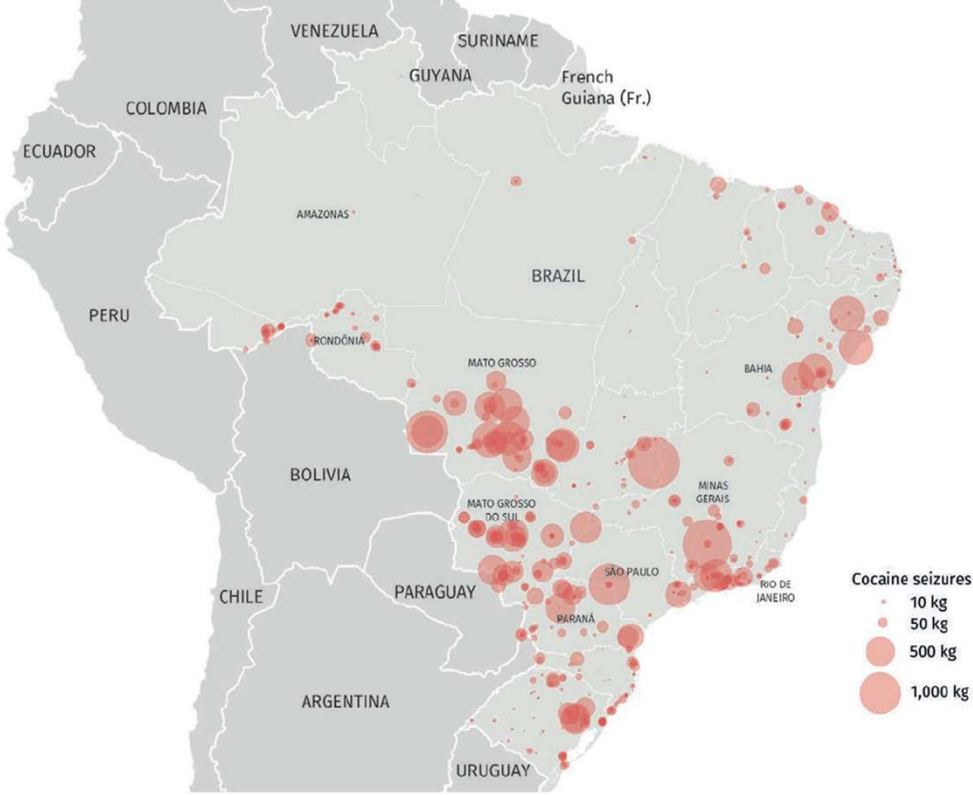 VENEZUELA
SURINAME
GUYANA
French
Guiana (Fr.)
COLOMBIA
ECUADOR
AMAZONAS
BRAZIL
PERU
RONDÔNIA
MATO GROSSO
BAHIA
BOLIVIA
MINAS
GERAIS
MATO GROSSO
DO SUL
SÃO PAULO
Cocaine seizures
10 kg
50 kg
500 kg
1,000 kg
CHILE
PARAGUAY
RIO DE
JANEIRO
PARANÁ
ARGENTINA
URUGUAY